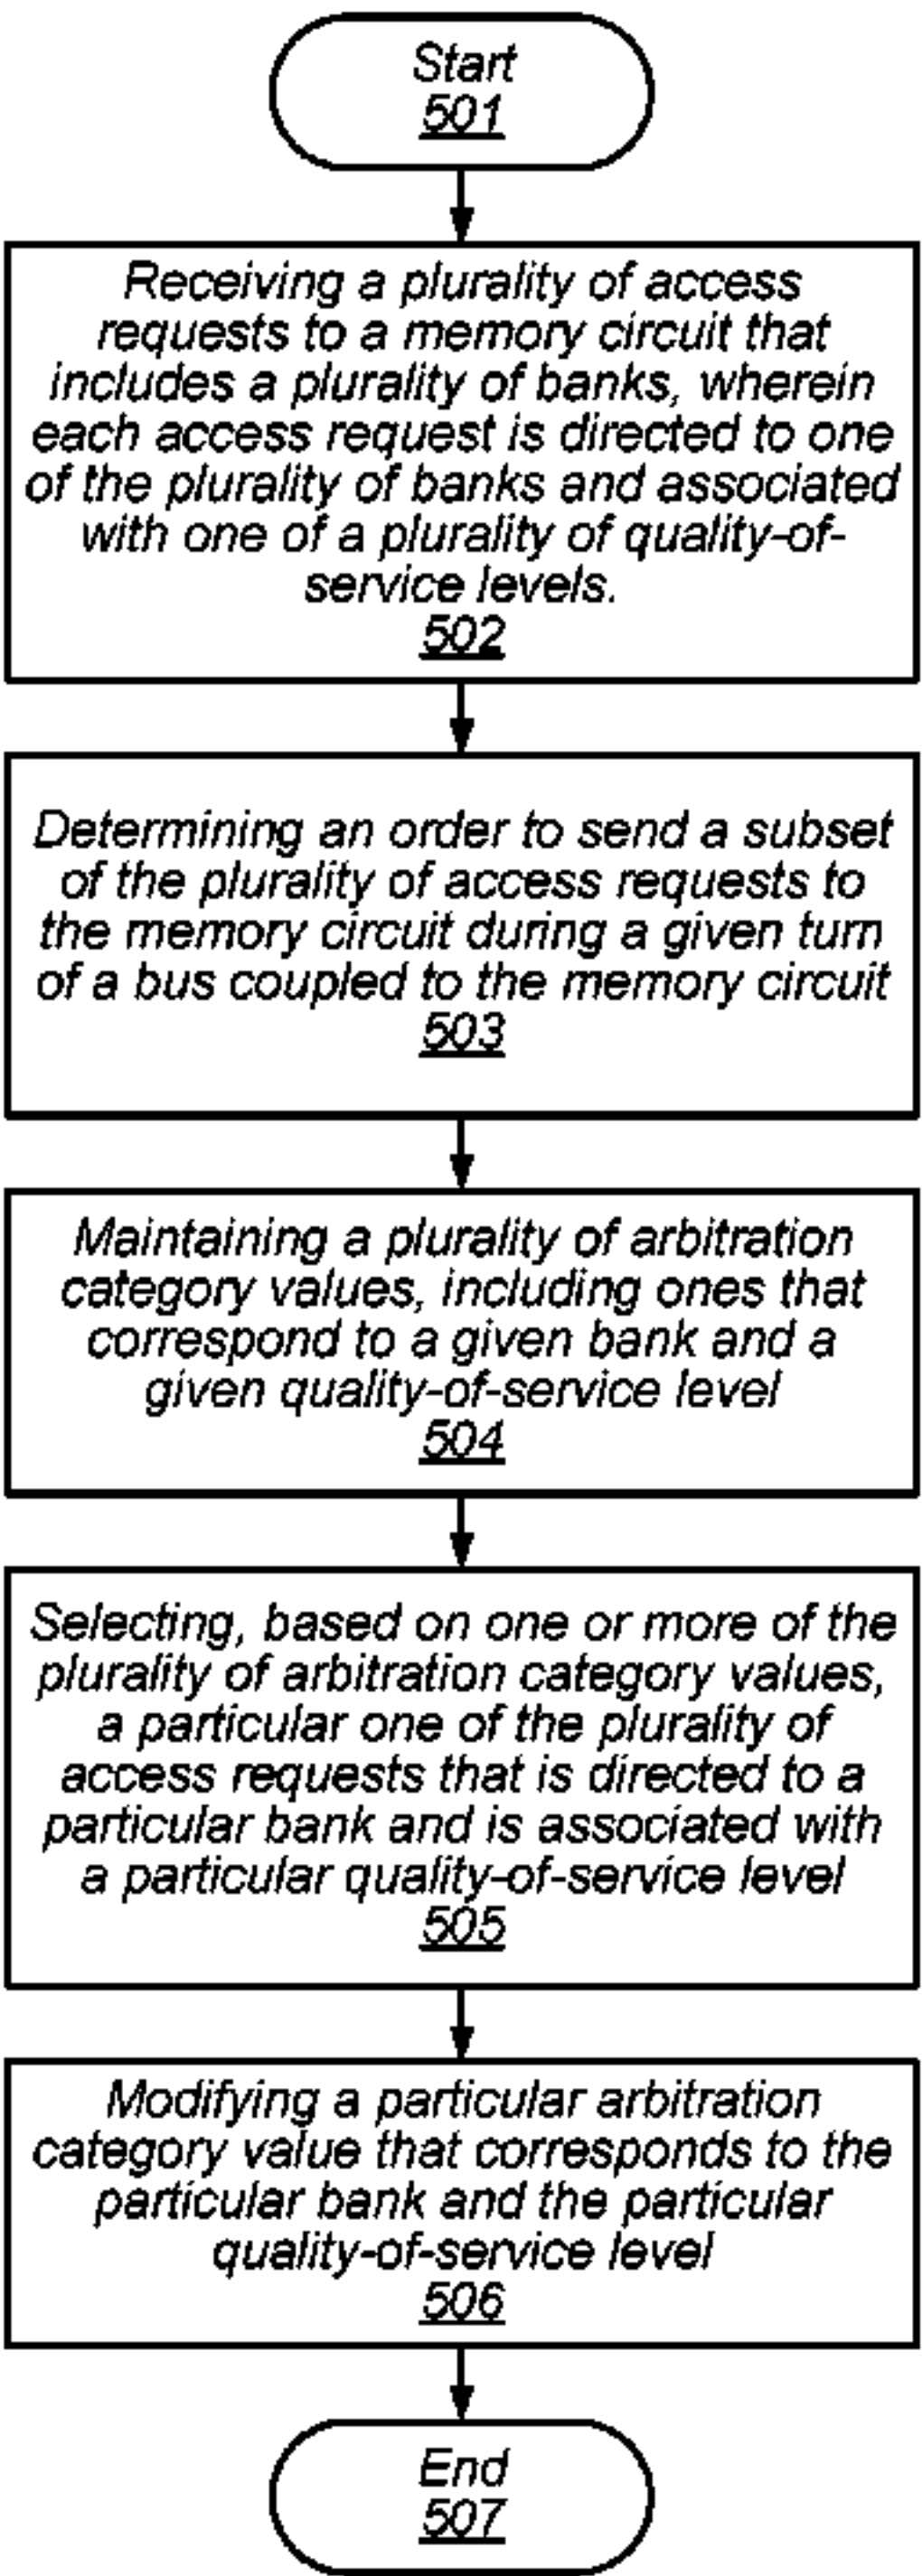 Start
501
Receiving a plurality of access
requests to a memory circuit that
includes a plurality of banks, wherein
each access request is directed to one
of the plurality of banks and associated
with one of a plurality of quality-of-
service levels.
502
Determining an order to send a subset
of the plurality of access requests to
the memory circuit during a given turn
of a bus coupled to the memory circuit
503
Maintaining a plurality of arbitration
category values, including ones that
correspond to a given bank and a
given quality-of-service level
504
Selecting, based on one or more of the
plurality of arbitration category values,
a particular one of the plurality of
access requests that is directed to a
particular bank and is associated with
a particular quality-of-service level
505
Modifying a particular arbitration
category value that corresponds to the
particular bank and the particular
quality-of-service level
506
End
507